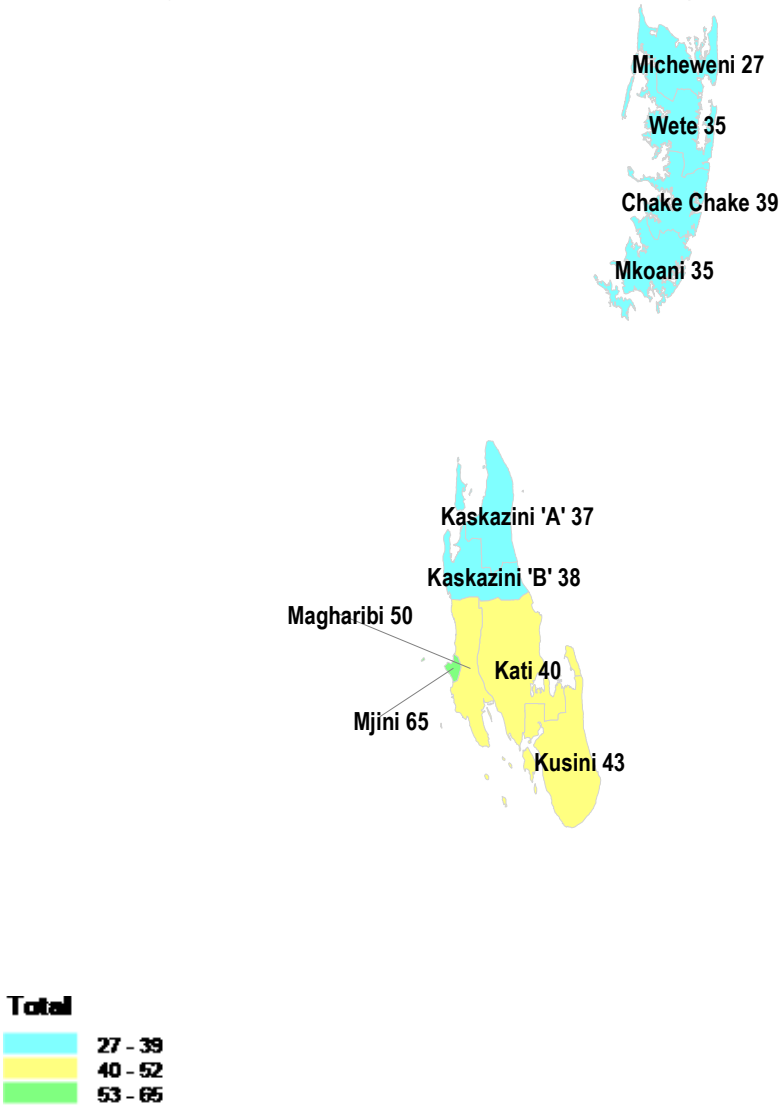 Micheweni 27
Wete 35
Chake Chake 39
Mkoani 35
Kaskazini 'A' 37
Kaskazini 'B' 38
Magharibi 50
Kati 40
Mjini 65
Kusini 43
Total
27 - 39
40 - 52
53 - 65